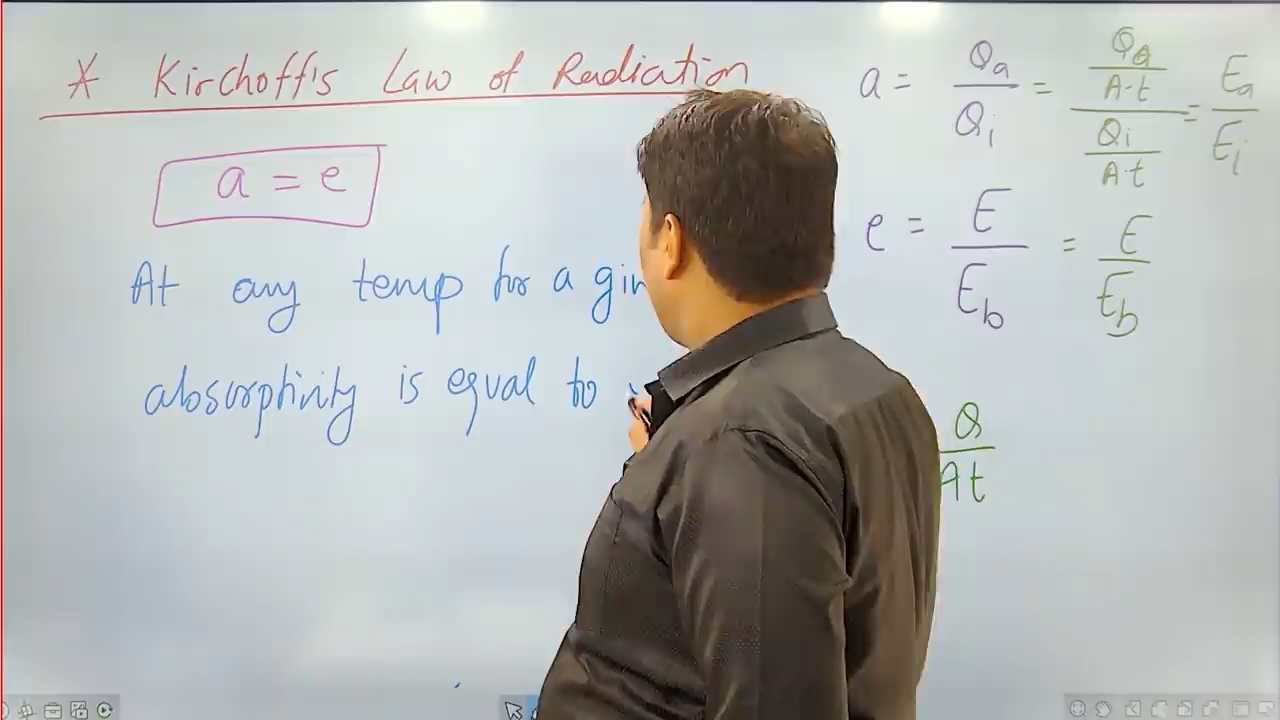 * Kirchoff's Law of Radiation
a = e
At any temp for a
absorptivity is equal to
a = Qa / Qi = (Qa / A·t) / (Qi / A·t) = Ea / Ei
e = E / Eb = E / Eb
Q / At